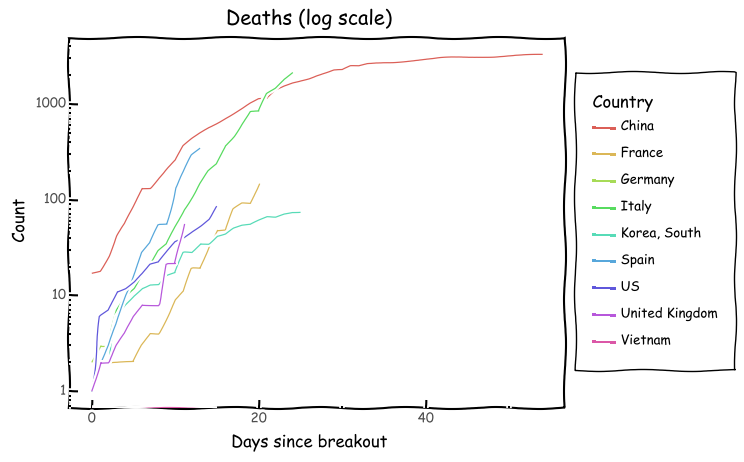 Deaths (log scale)
Count
1000
100
10
1
0
20
40
Days since breakout
Country
China
France
Germany
Italy
Korea, South
Spain
US
United Kingdom
Vietnam